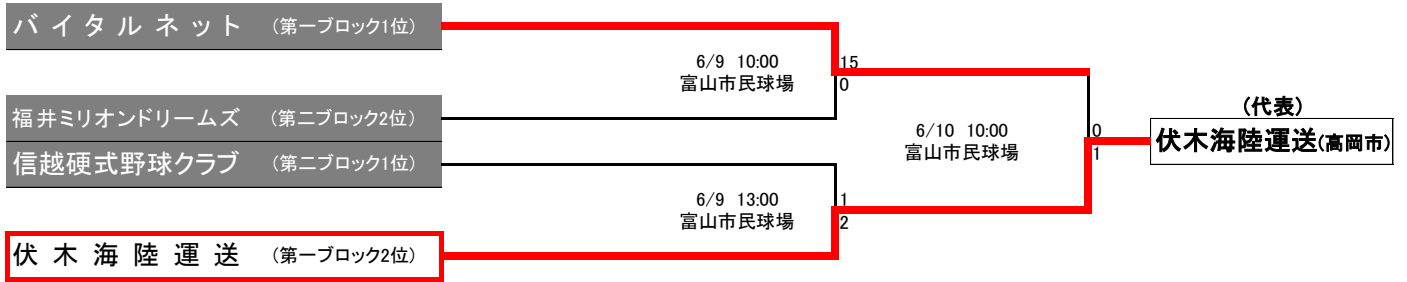 バイタルネット （第一ブロック1位）
6/9 10:00
富山市民球場
15
0
福井ミリオンドリームズ （第二ブロック2位）
信越硬式野球クラブ （第二ブロック1位）
6/9 13:00
富山市民球場
1
2
伏木海陸運送 （第一ブロック2位）
6/10 10:00
富山市民球場
0
1
(代表)
伏木海陸運送(高岡市)